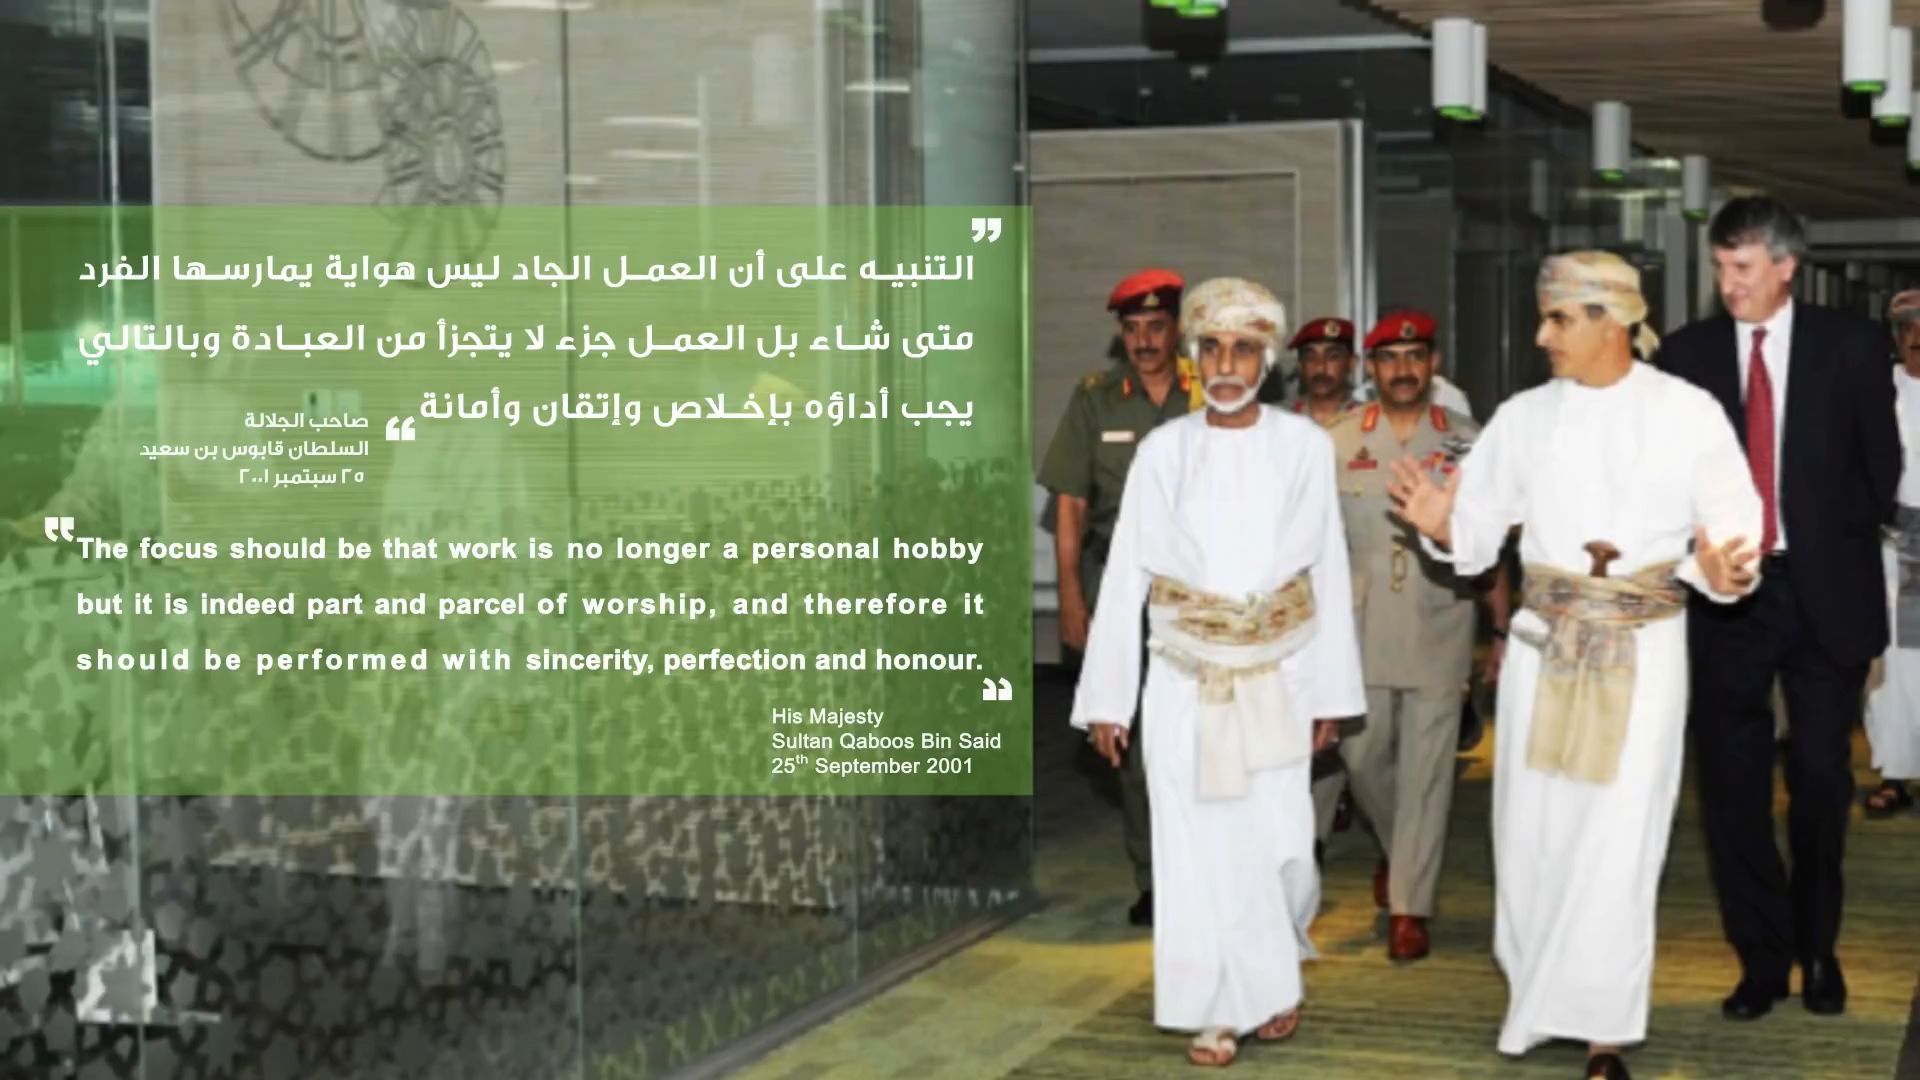 ”
التنبيه على أن العمل الجاد ليس هواية يمارسها الفرد
متى شاء بل العمل جزء لا يتجزأ من العبادة وبالتالي
يجب أداؤه بإخلاص وإتقان وأمانة “
صاحب الجلالة
السلطان قابوس بن سعيد
٢٥ سبتمبر ٢٠٠١
“The focus should be that work is no longer a personal hobby
but it is indeed part and parcel of worship, and therefore it
should be performed with sincerity, perfection and honour.
”
His Majesty
Sultan Qaboos Bin Said
25th September 2001